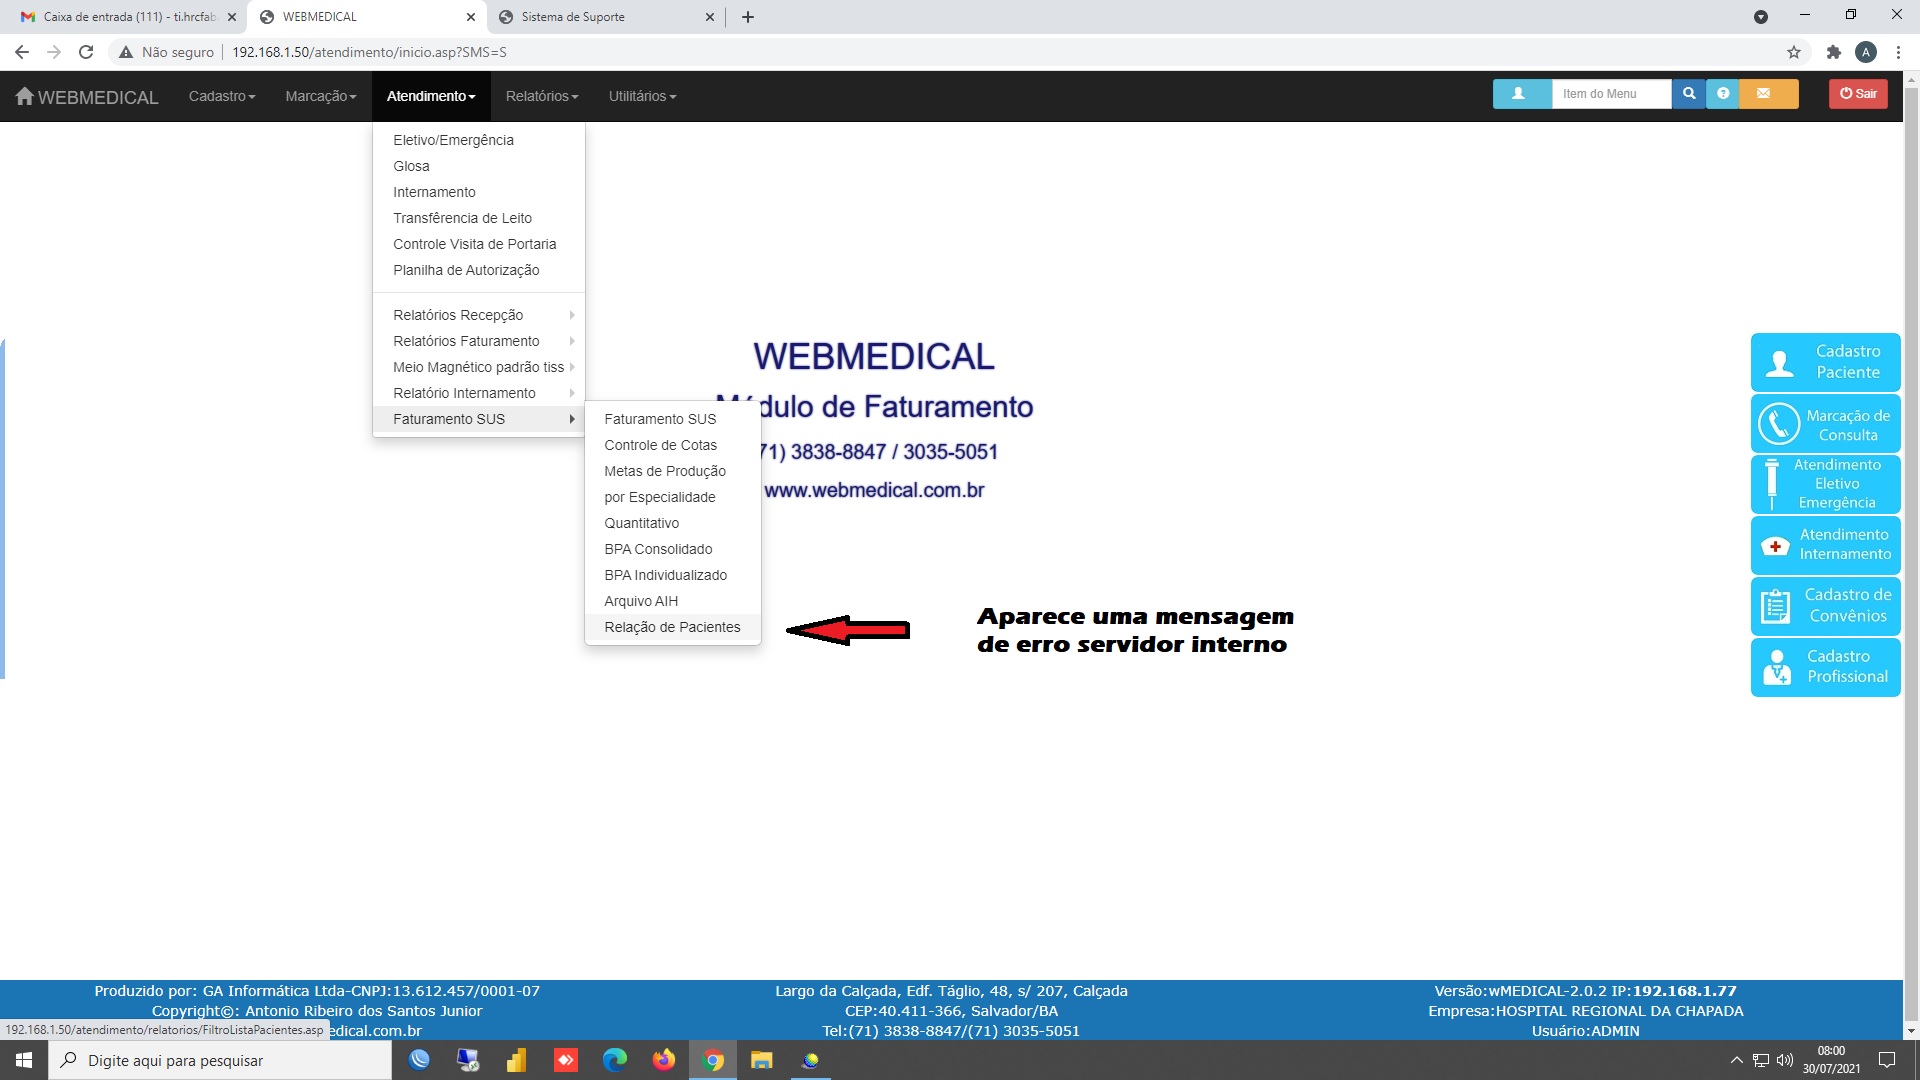 Caixa de entrada (111) - ti.hrcfab
WEBMEDICAL
Sistema de Suporte
Não seguro
192.168.1.50/atendimento/inicio.asp?SMS=S
A
WEBMEDICAL
Cadastro
Marcação
Atendimento
Relatórios
Utilitários
Item do Menu
Sair
Eletivo/Emergência
Glosa
Internamento
Transfêrencia de Leito
Controle Visita de Portaria
Planilha de Autorização
Relatórios Recepção
Relatórios Faturamento
Meio Magnético padrão tiss
Relatório Internamento
Faturamento SUS
Faturamento SUS
Controle de Cotas
Metas de Produção
por Especialidade
Quantitativo
BPA Consolidado
BPA Individualizado
Arquivo AIH
Relação de Pacientes
WEBMEDICAL
Módulo de Faturamento
71) 3838-8847 / 3035-5051
www.webmedical.com.br
Aparece uma mensagem
de erro servidor interno
Cadastro
Paciente
Marcação de
Consulta
Atendimento
Eletivo
Emergência
Atendimento
Internamento
Cadastro de
Convênios
Cadastro
Profissional
Produzido por: GA Informática Ltda-CNPJ:13.612.457/0001-07
Copyright©: Antonio Ribeiro dos Santos Junior
edical.com.br
Largo da Calçada, Edf. Táglio, 48, s/ 207, Calçada
CEP:40.411-366, Salvador/BA
Tel:(71) 3838-8847/(71) 3035-5051
Versão:wMEDICAL-2.0.2 IP:192.168.1.77
Empresa:HOSPITAL REGIONAL DA CHAPADA
Usuário:ADMIN
192.168.1.50/atendimento/relatorios/FiltroListaPacientes.asp
Digite aqui para pesquisar
08:00
30/07/2021